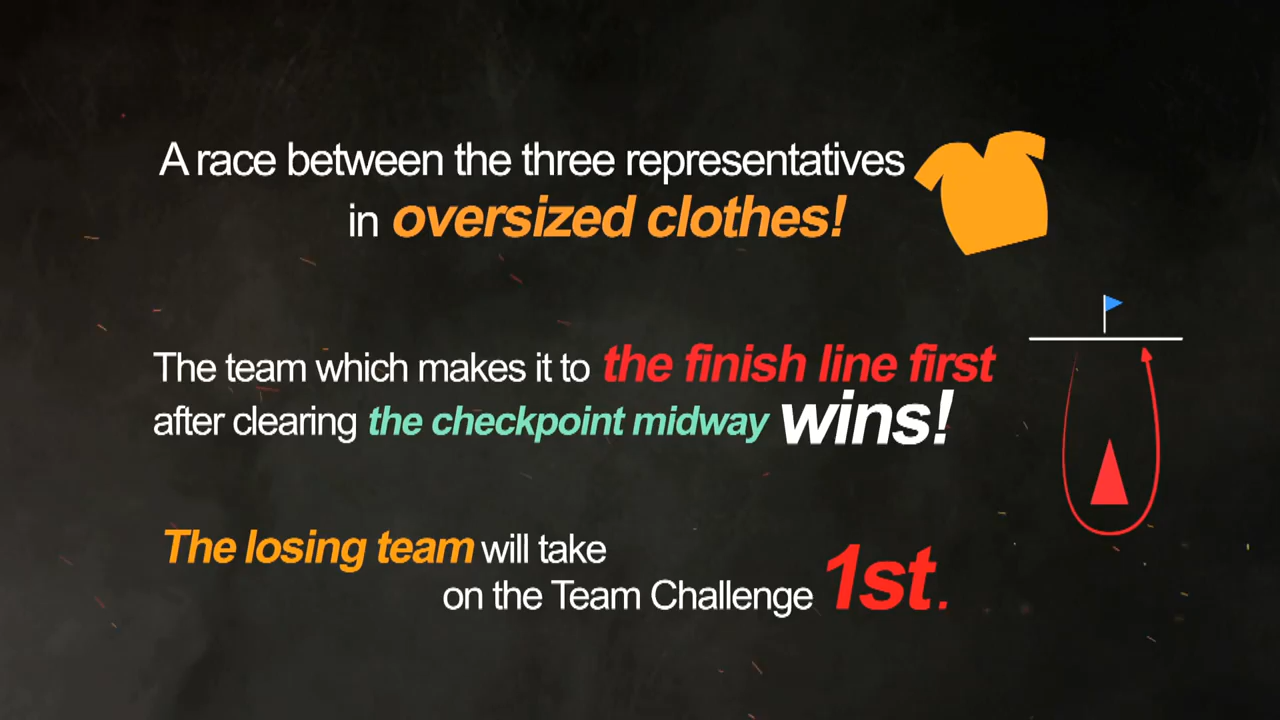 A race between the three representatives
in oversized clothes!
The team which makes it to the finish line first
after clearing the checkpoint midway wins!
The losing team will take
on the Team Challenge 1st.